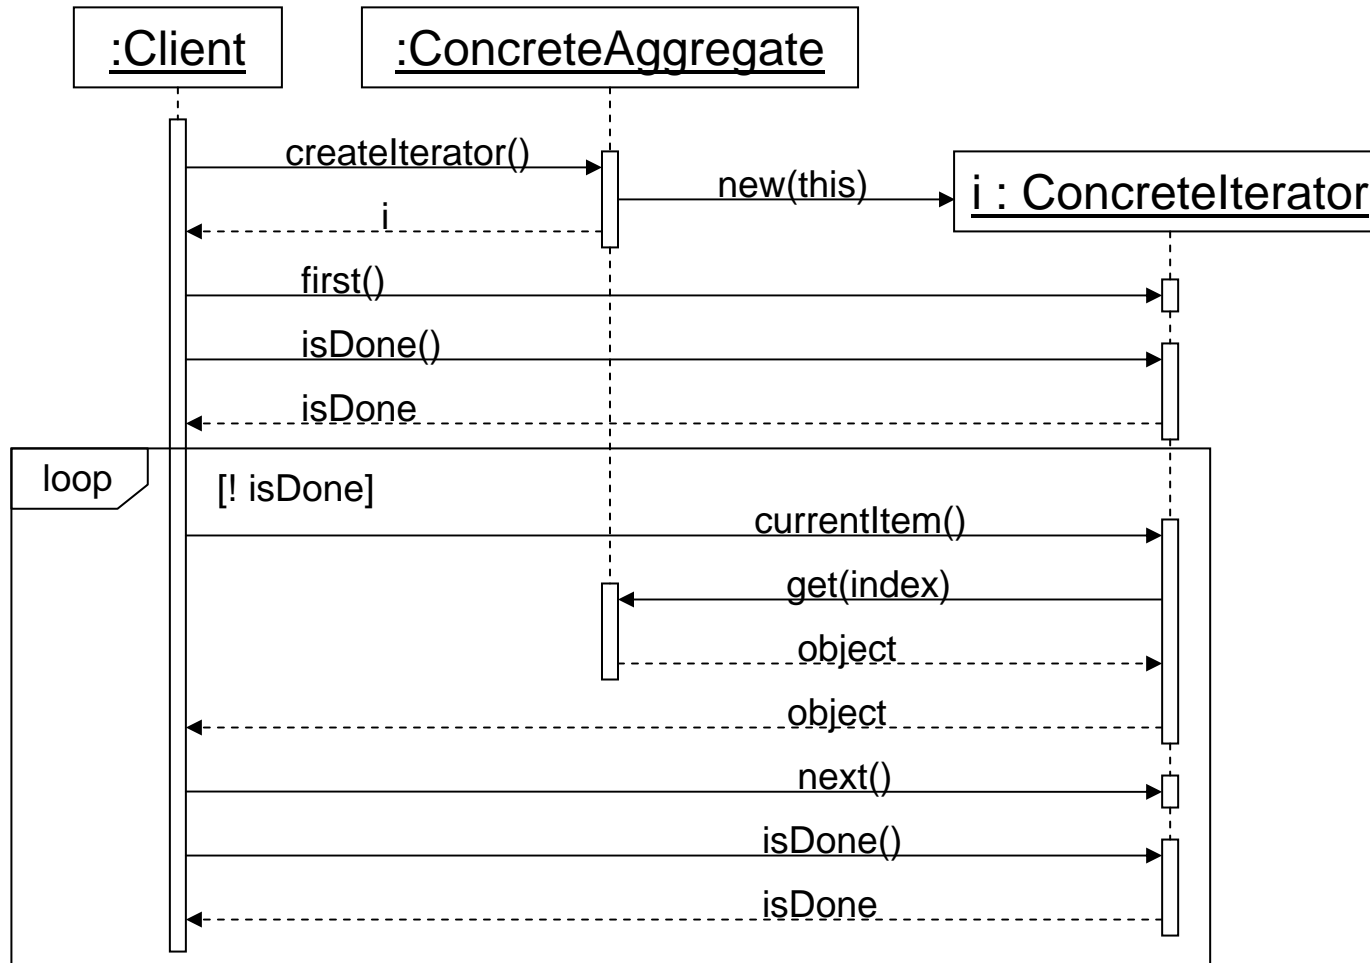 :Client
:ConcreteAggregate
createIterator()
new(this)
i : ConcreteIterator
i
first()
isDone()
isDone
loop
[! isDone]
currentItem()
get(index)
object
object
next()
isDone()
isDone